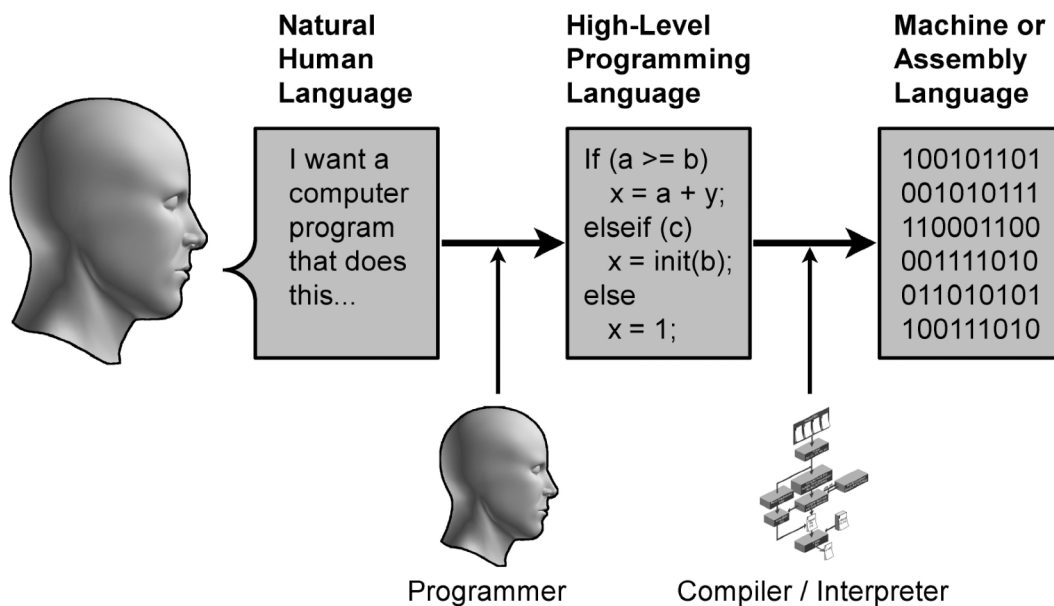 Natural
Human
Language
High-Level
Programming
Language
Machine or
Assembly
Language
I want a
computer
program
that does
this...
If (a >= b)
x = a + y;
elseif (c)
x = init(b);
else
x = 1;
100101101
001010111
110001100
001111010
011010101
100111010
Programmer
Compiler / Interpreter